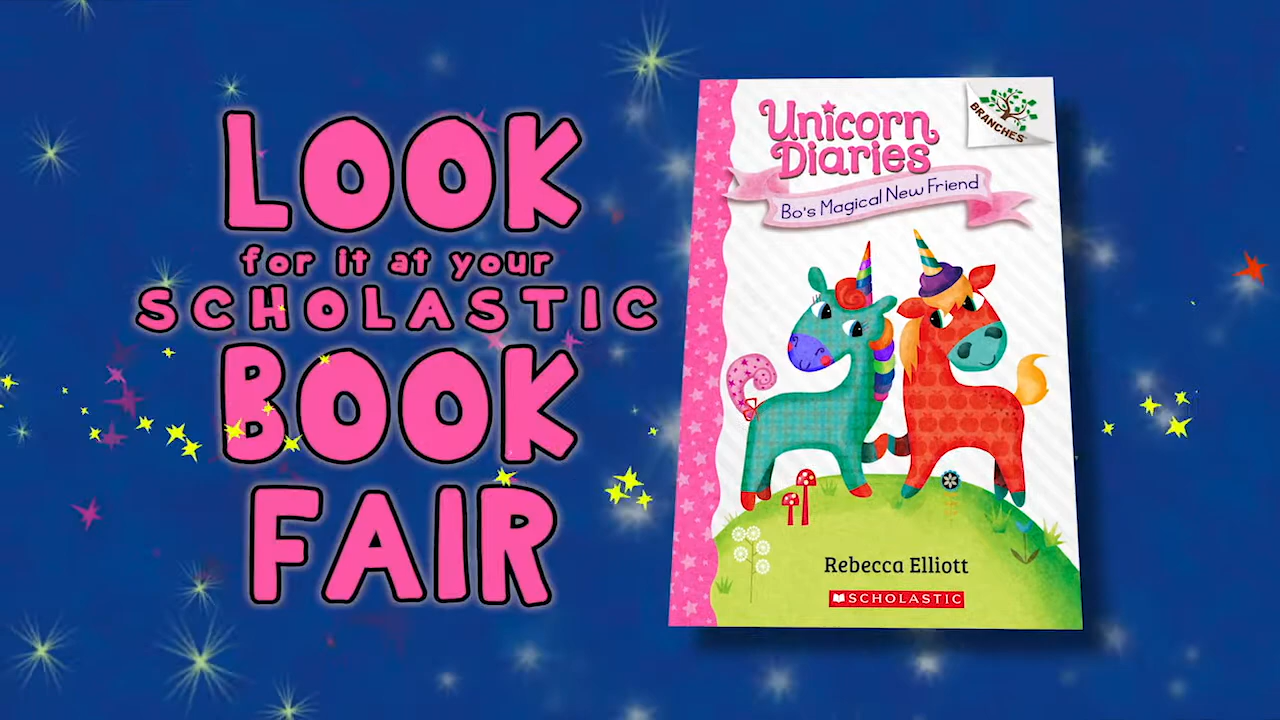 LOOK
for it at your
SCHOLASTIC
BOOK
FAIR
Unicorn
Diaries
BRANCHES
Bo's Magical New Friend
Rebecca Elliott
SCHOLASTIC